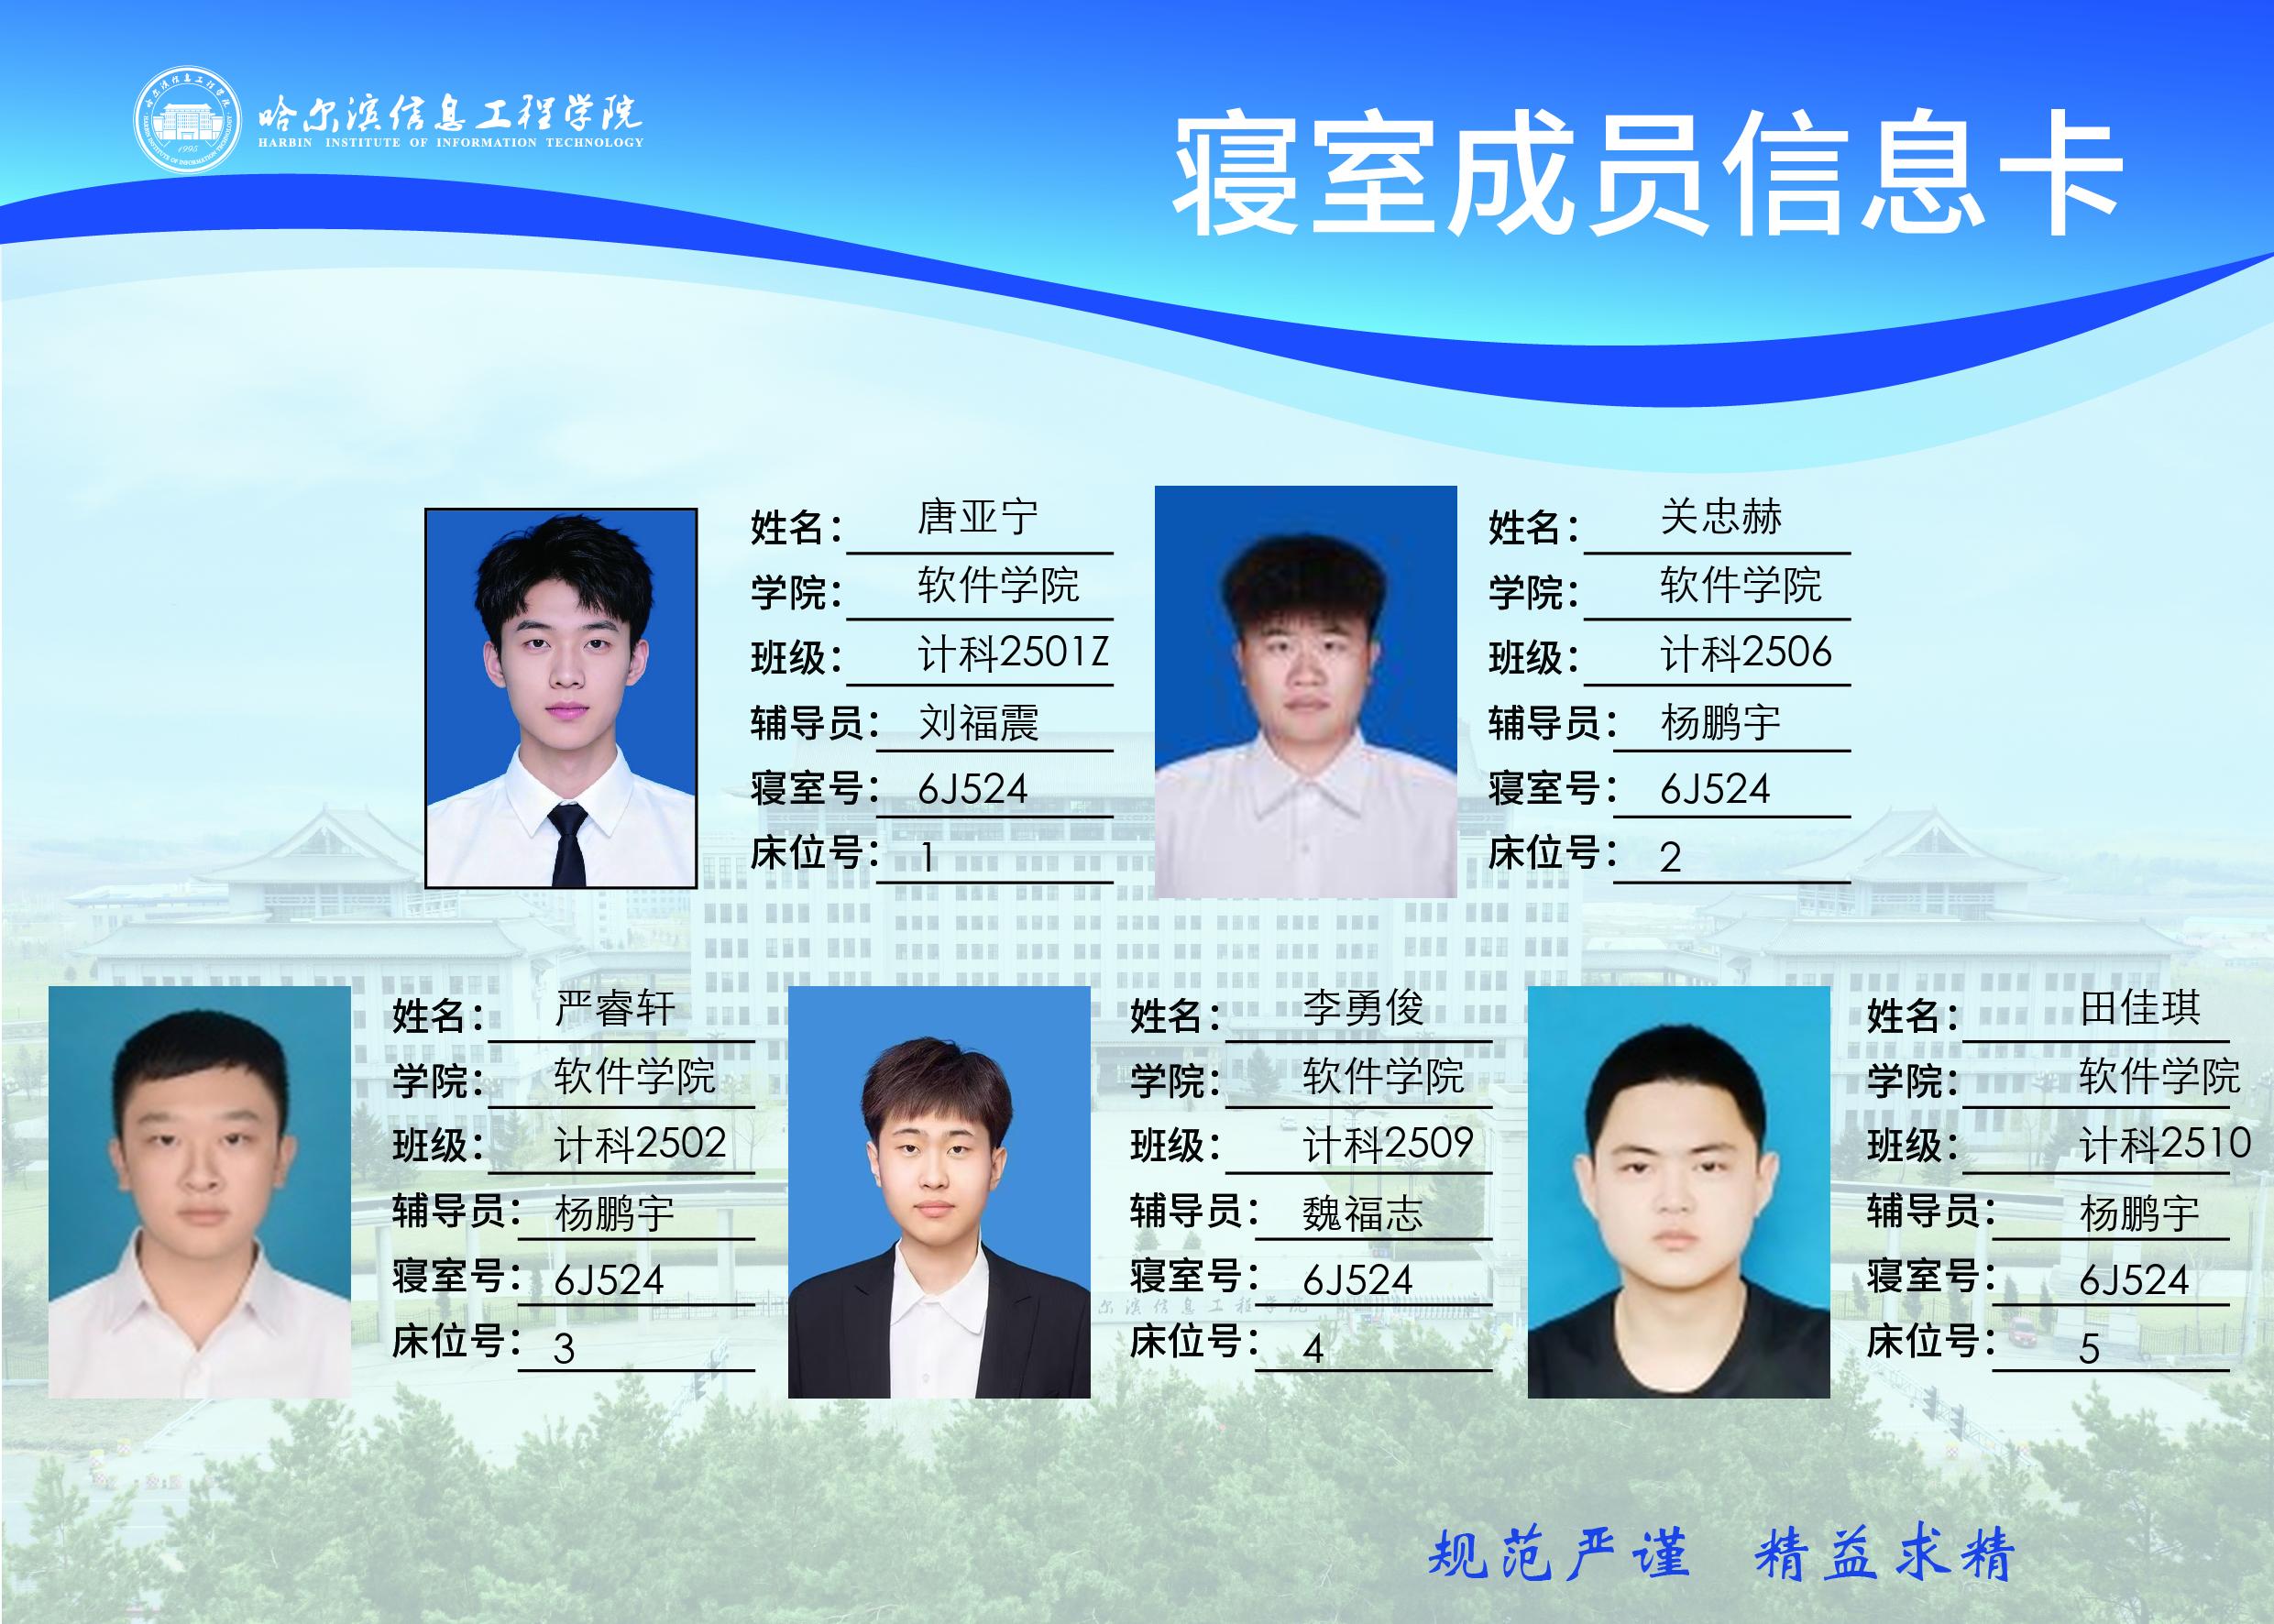 哈尔滨信息工程学院
HARBIN INSTITUTE OF INFORMATION TECHNOLOGY
1995
寝室成员信息卡
姓名： 唐亚宁
学院： 软件学院
班级： 计科2501Z
辅导员： 刘福震
寝室号： 6J524
床位号： 1
姓名： 关忠赫
学院： 软件学院
班级： 计科2506
辅导员： 杨鹏宇
寝室号： 6J524
床位号： 2
姓名： 严睿轩
学院： 软件学院
班级： 计科2502
辅导员： 杨鹏宇
寝室号： 6J524
床位号： 3
姓名： 李勇俊
学院： 软件学院
班级： 计科2509
辅导员： 魏福志
寝室号： 6J524
床位号： 4
姓名： 田佳琪
学院： 软件学院
班级： 计科2510
辅导员： 杨鹏宇
寝室号： 6J524
床位号： 5
尔滨信息工程学院
规范严谨 精益求精